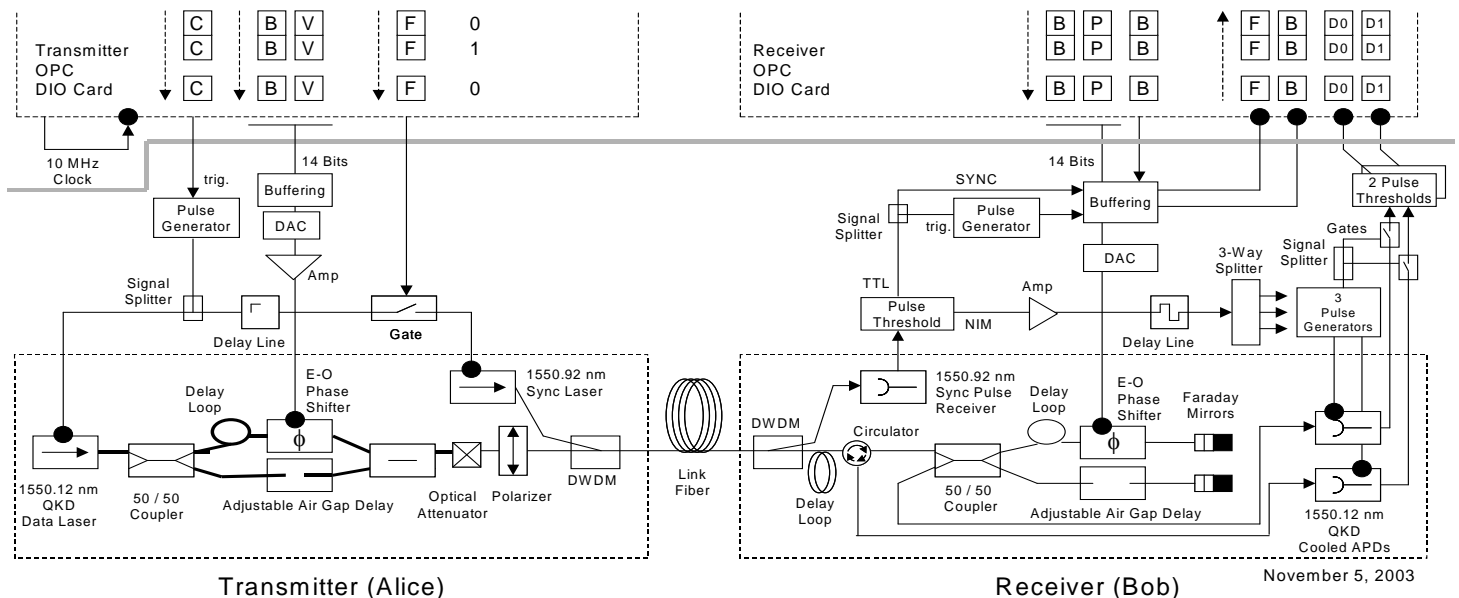 C B V F 0
C B V F 1
C B V F 0
Transmitter
OPC
DIO Card
B P B F B D0 D1
B P B F B D0 D1
B P B F B D0 D1
Receiver
OPC
DIO Card
10 MHz
Clock
trig.
14 Bits
Buffering
Pulse
Generator
DAC
Amp
Signal
Splitter
Delay Line
Gate
E-O
Phase
Shifter
Delay
Loop
ϕ
1550.92 nm
Sync Laser
1550.12 nm
QKD
Data Laser
50 / 50
Coupler
Adjustable Air Gap Delay
Optical
Attenuator
Polarizer
DWDM
Link
Fiber
Transmitter (Alice)
14 Bits
SYNC
Buffering
Signal
Splitter
trig.
Pulse
Generator
DAC
TTL
Pulse
Threshold
NIM
Amp
Delay Line
3-Way
Splitter
Signal
Splitter
Gates
2 Pulse
Thresholds
3
Pulse
Generators
1550.92 nm
Sync Pulse
Receiver
Delay
Loop
E-O
Phase
Shifter
ϕ
Faraday
Mirrors
DWDM
Circulator
Delay
Loop
50 / 50
Coupler
Adjustable Air Gap Delay
1550.12 nm
QKD
Cooled APDs
Receiver (Bob)
November 5, 2003